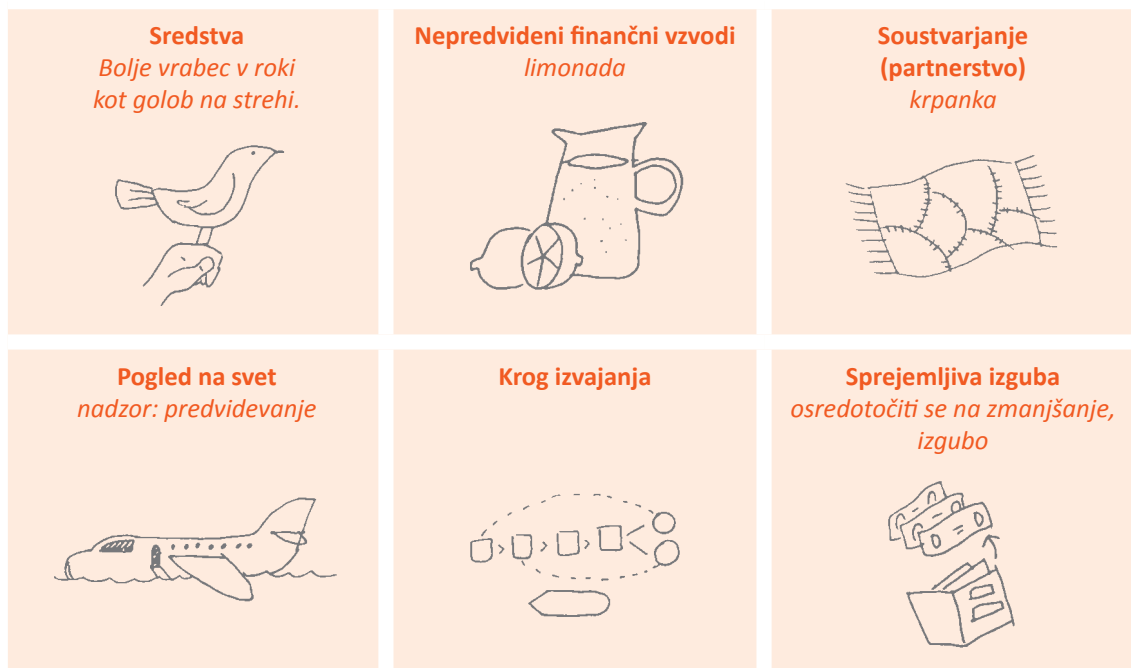 Sredstva
Bolje vrabec v roki
kot golob na strehi.
Nepredvideni finančni vzvodi
limonada
Soustvarjanje
(partnerstvo)
krpanka
Pogled na svet
nadzor: predvidevanje
Krog izvajanja
Sprejemljiva izguba
osredotočiti se na zmanjšanje,
izgubo